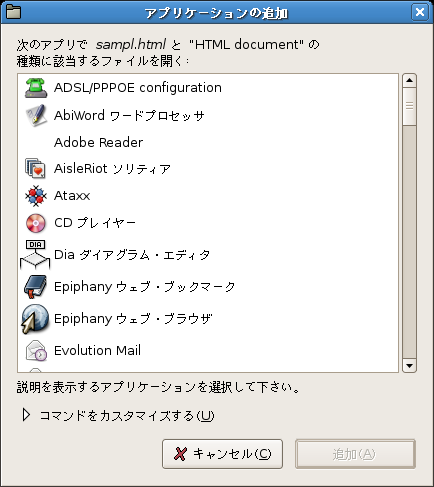 アプリケーションの追加
次のアプリで sampl.html と "HTML document" の
種類に該当するファイルを開く:
ADSL/PPPOE configuration
AbiWord ワードプロセッサ
Adobe Reader
AisleRiot ソリティア
Ataxx
CD プレイヤー
DIA
Dia ダイアグラム・エディタ
Epiphany ウェブ・ブックマーク
Epiphany ウェブ・ブラウザ
Evolution Mail
説明を表示するアプリケーションを選択して下さい。
コマンドをカスタマイズする(U)
キャンセル(C)
追加(A)